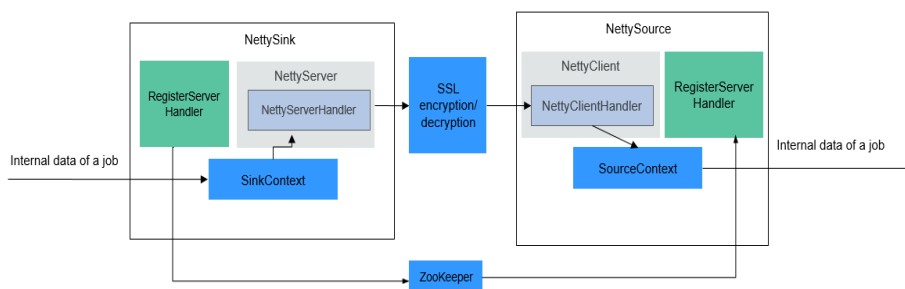 NettySink
NettySource
NettyServer
NettyClient
RegisterServer
Handler
NettyServerHandler
SSL
encryption/
decryption
NettyClientHandler
RegisterServer
Handler
Internal data of a job
SinkContext
SourceContext
Internal data of a job
ZooKeeper